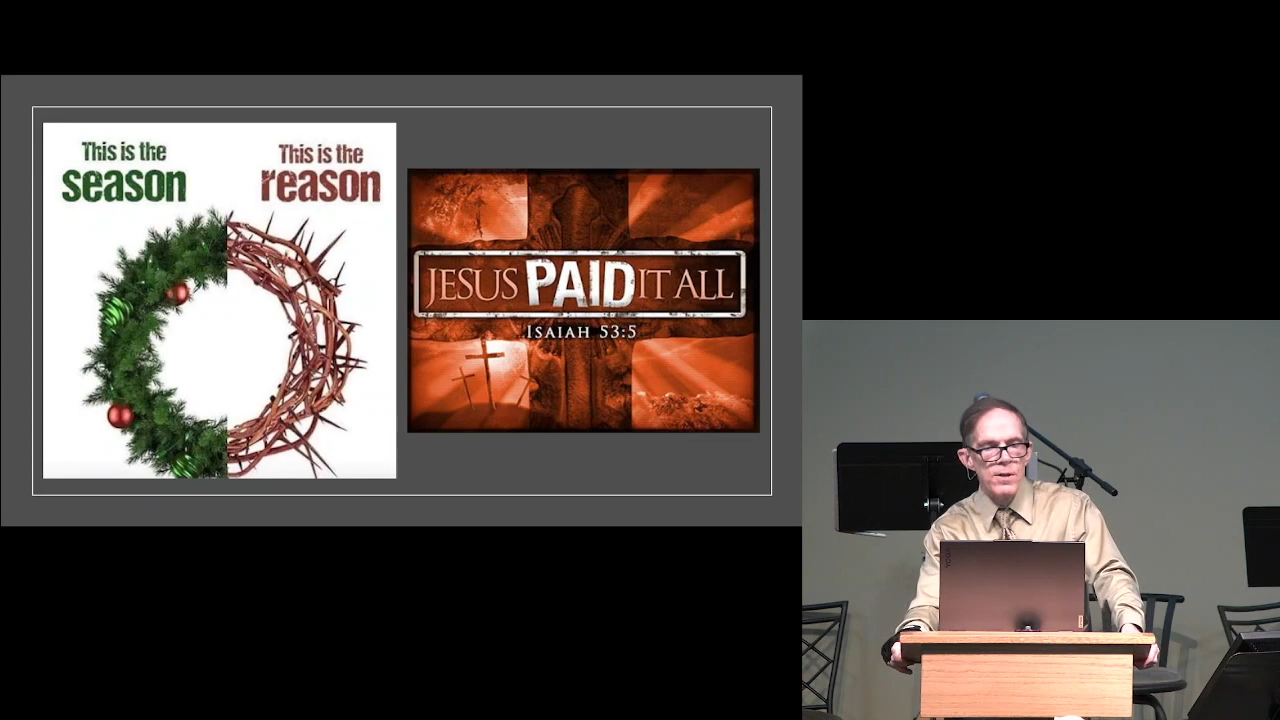 This is the
season
This is the
reason
JESUS PAID IT ALL
ISAIAH 53:5